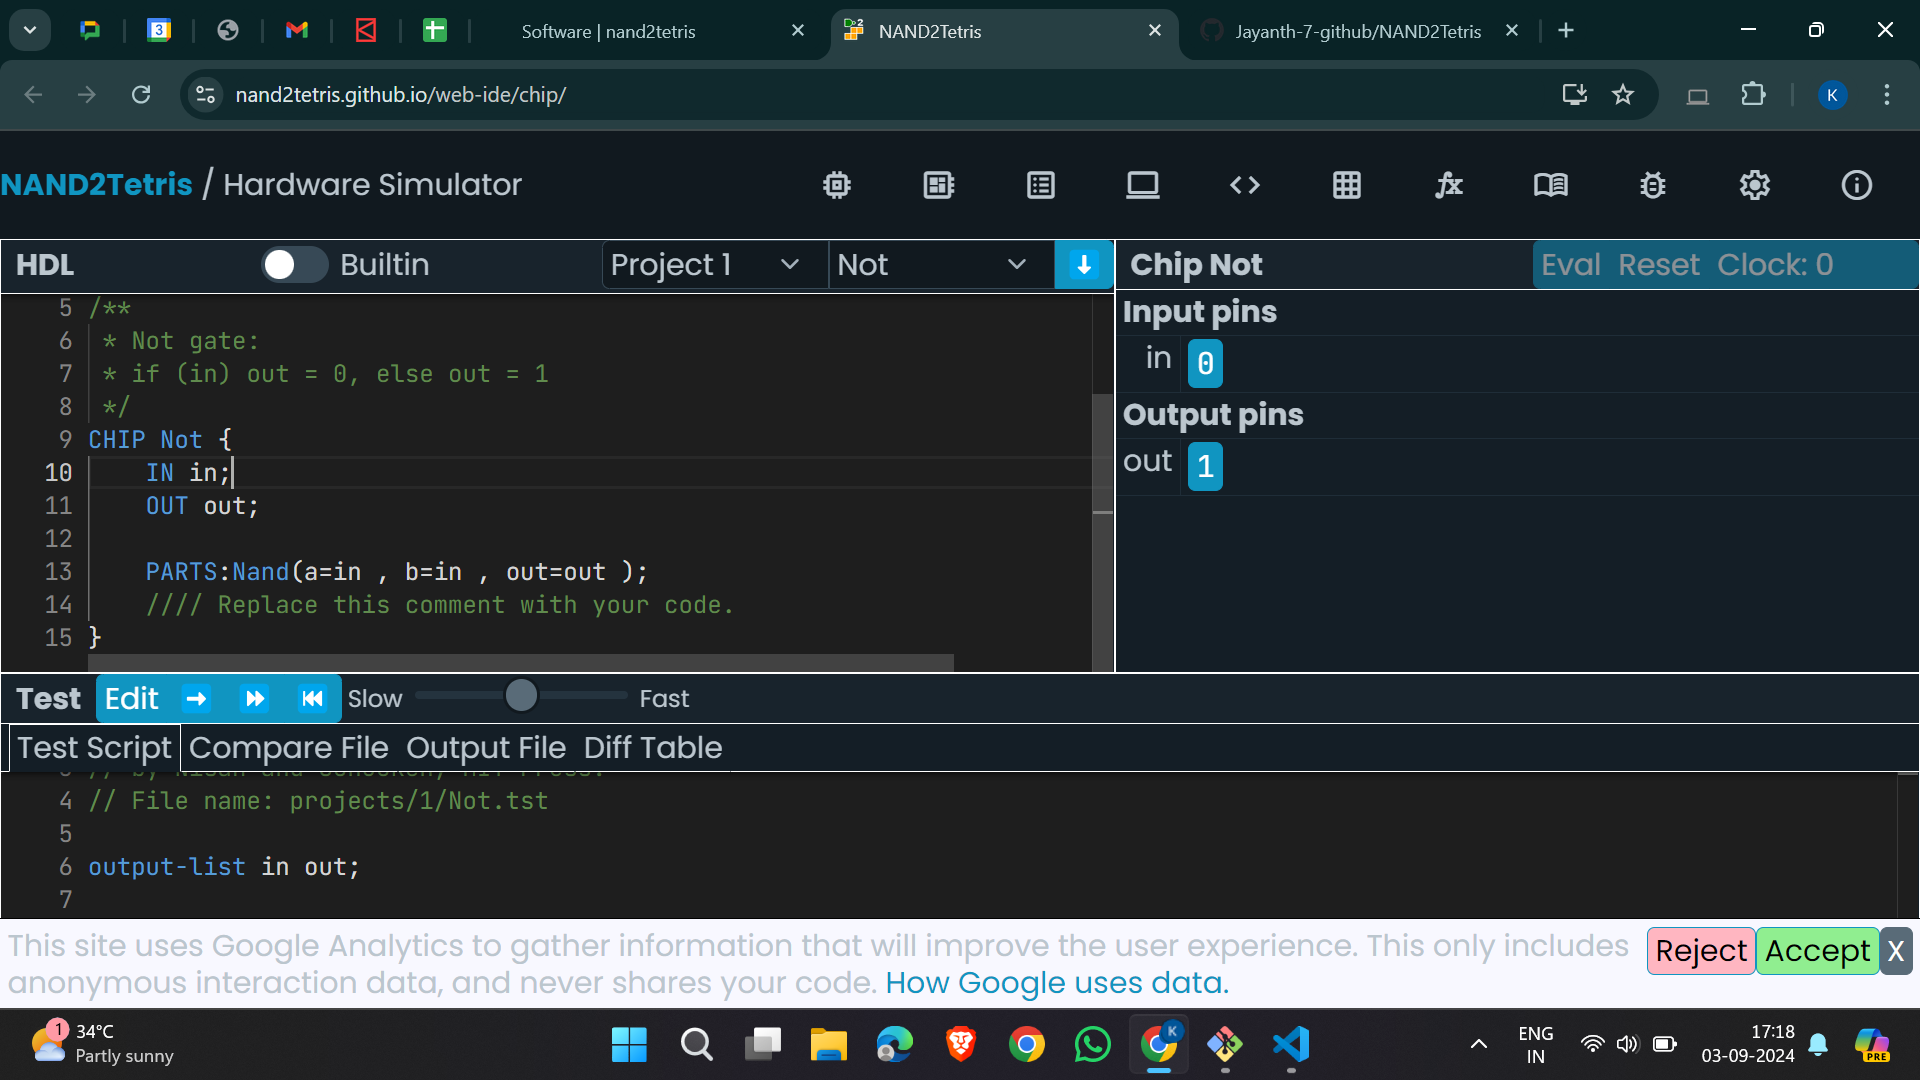 3
Software | nand2tetris
NAND2Tetris
Jayanth-7-github/NAND2Tetris
nand2tetris.github.io/web-ide/chip/
K
NAND2Tetris / Hardware Simulator
HDL
Builtin
Project 1
Not
Chip Not
Eval Reset Clock: 0
5 /**
6 * Not gate:
7 * if (in) out = 0, else out = 1
8 */
9 CHIP Not {
10 IN in;
11 OUT out;
12
13 PARTS:Nand(a=in , b=in , out=out );
14 //// Replace this comment with your code.
15 }
Input pins
in 0
Output pins
out 1
Test Edit Slow Fast
Test Script Compare File Output File Diff Table
4 // File name: projects/1/Not.tst
5
6 output-list in out;
7
This site uses Google Analytics to gather information that will improve the user experience. This only includes
anonymous interaction data, and never shares your code. How Google uses data.
Reject Accept X
1
34°C
Partly sunny
K
ENG
IN
17:18
03-09-2024
PRE